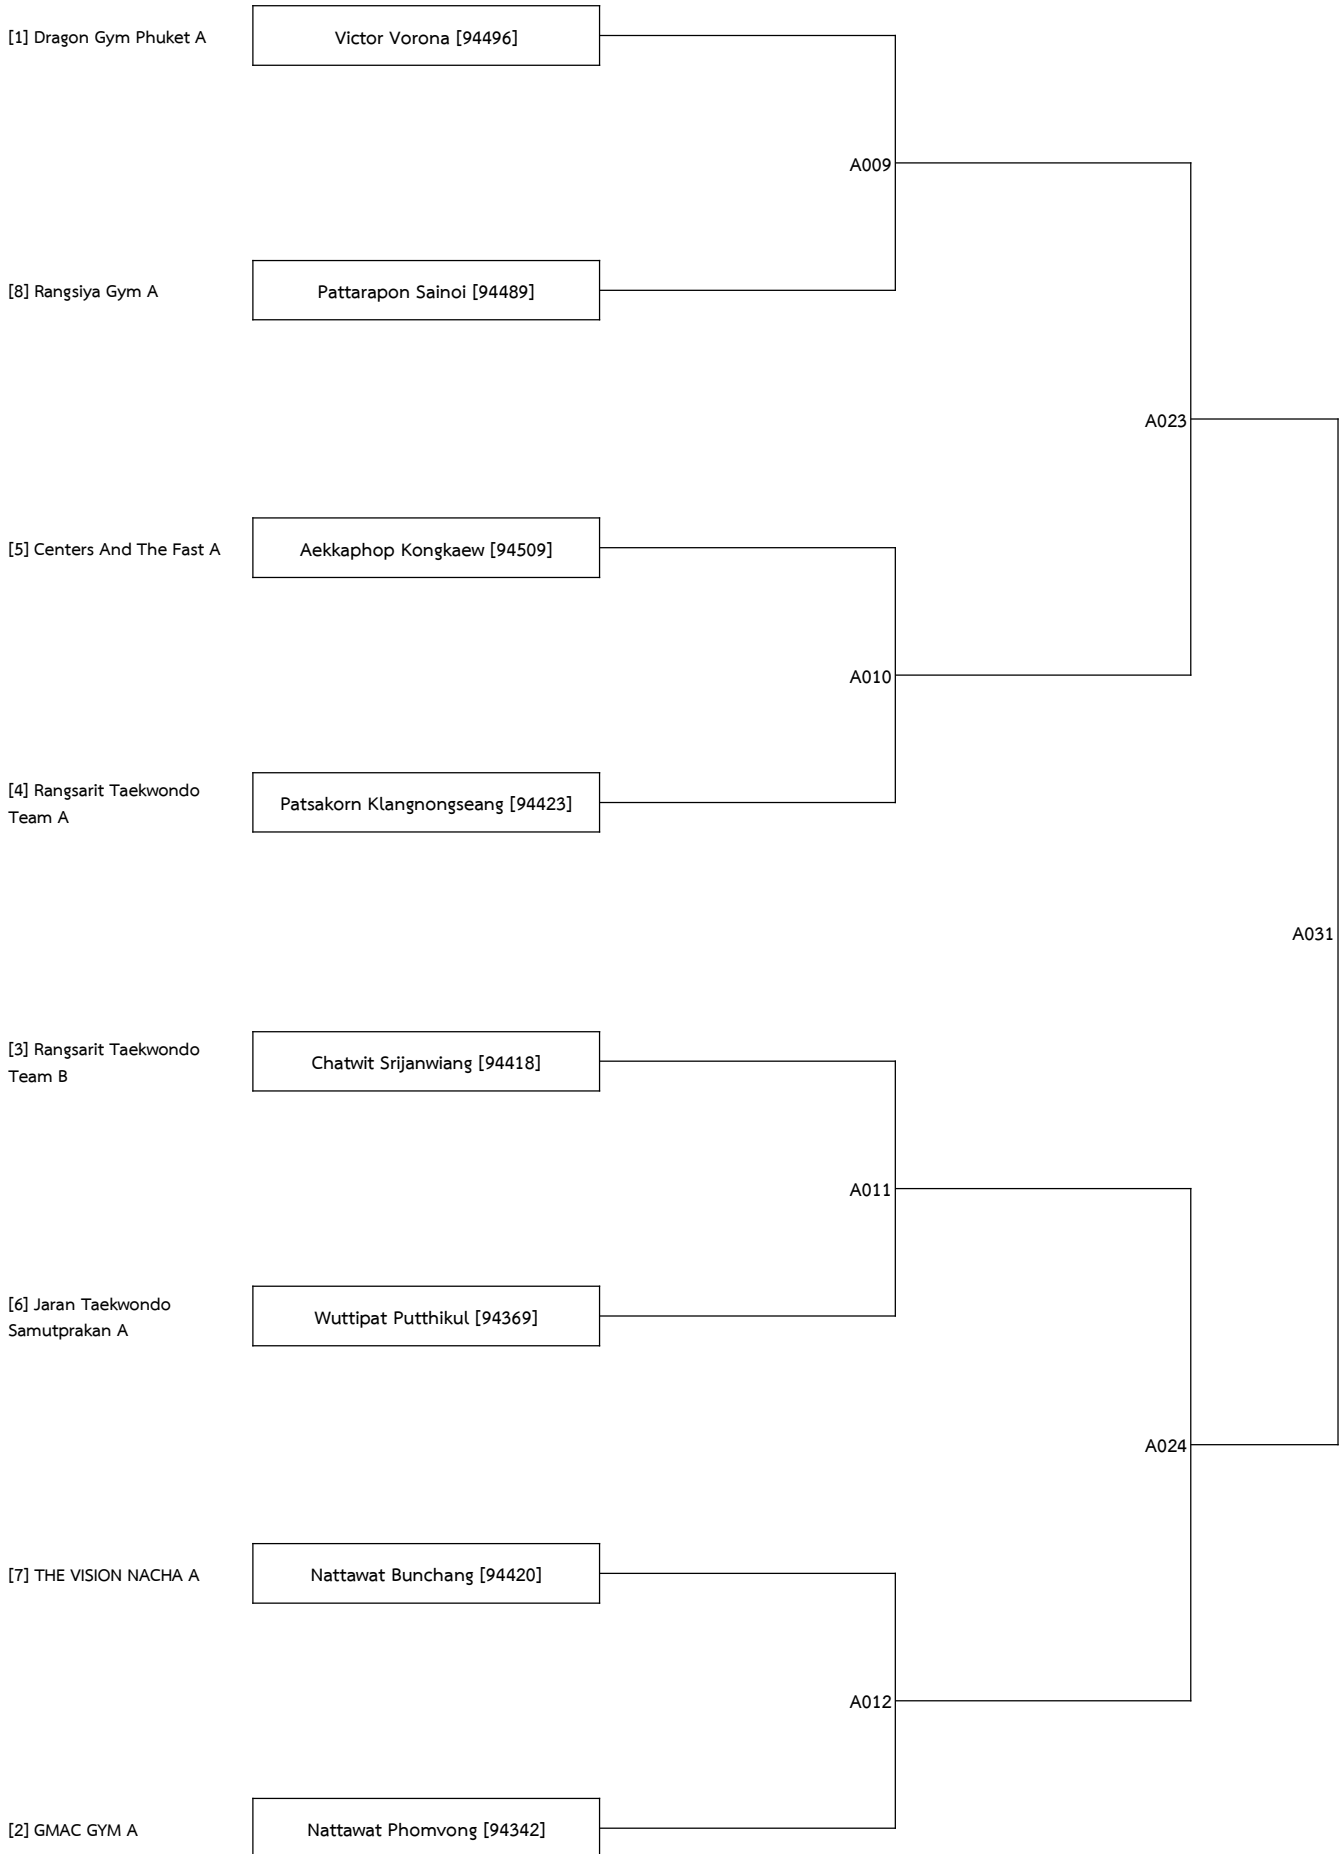 [1] Dragon Gym Phuket A
Victor Vorona [94496]
A009
[8] Rangsiya Gym A
Pattarapon Sainoi [94489]
A023
[5] Centers And The Fast A
Aekkaphop Kongkaew [94509]
A010
[4] Rangsarit Taekwondo
Team A
Patsakorn Klangnongseang [94423]
A031
[3] Rangsarit Taekwondo
Team B
Chatwit Srijanwiang [94418]
A011
[6] Jaran Taekwondo
Samutprakan A
Wuttipat Putthikul [94369]
A024
[7] THE VISION NACHA A
Nattawat Bunchang [94420]
A012
[2] GMAC GYM A
Nattawat Phomvong [94342]